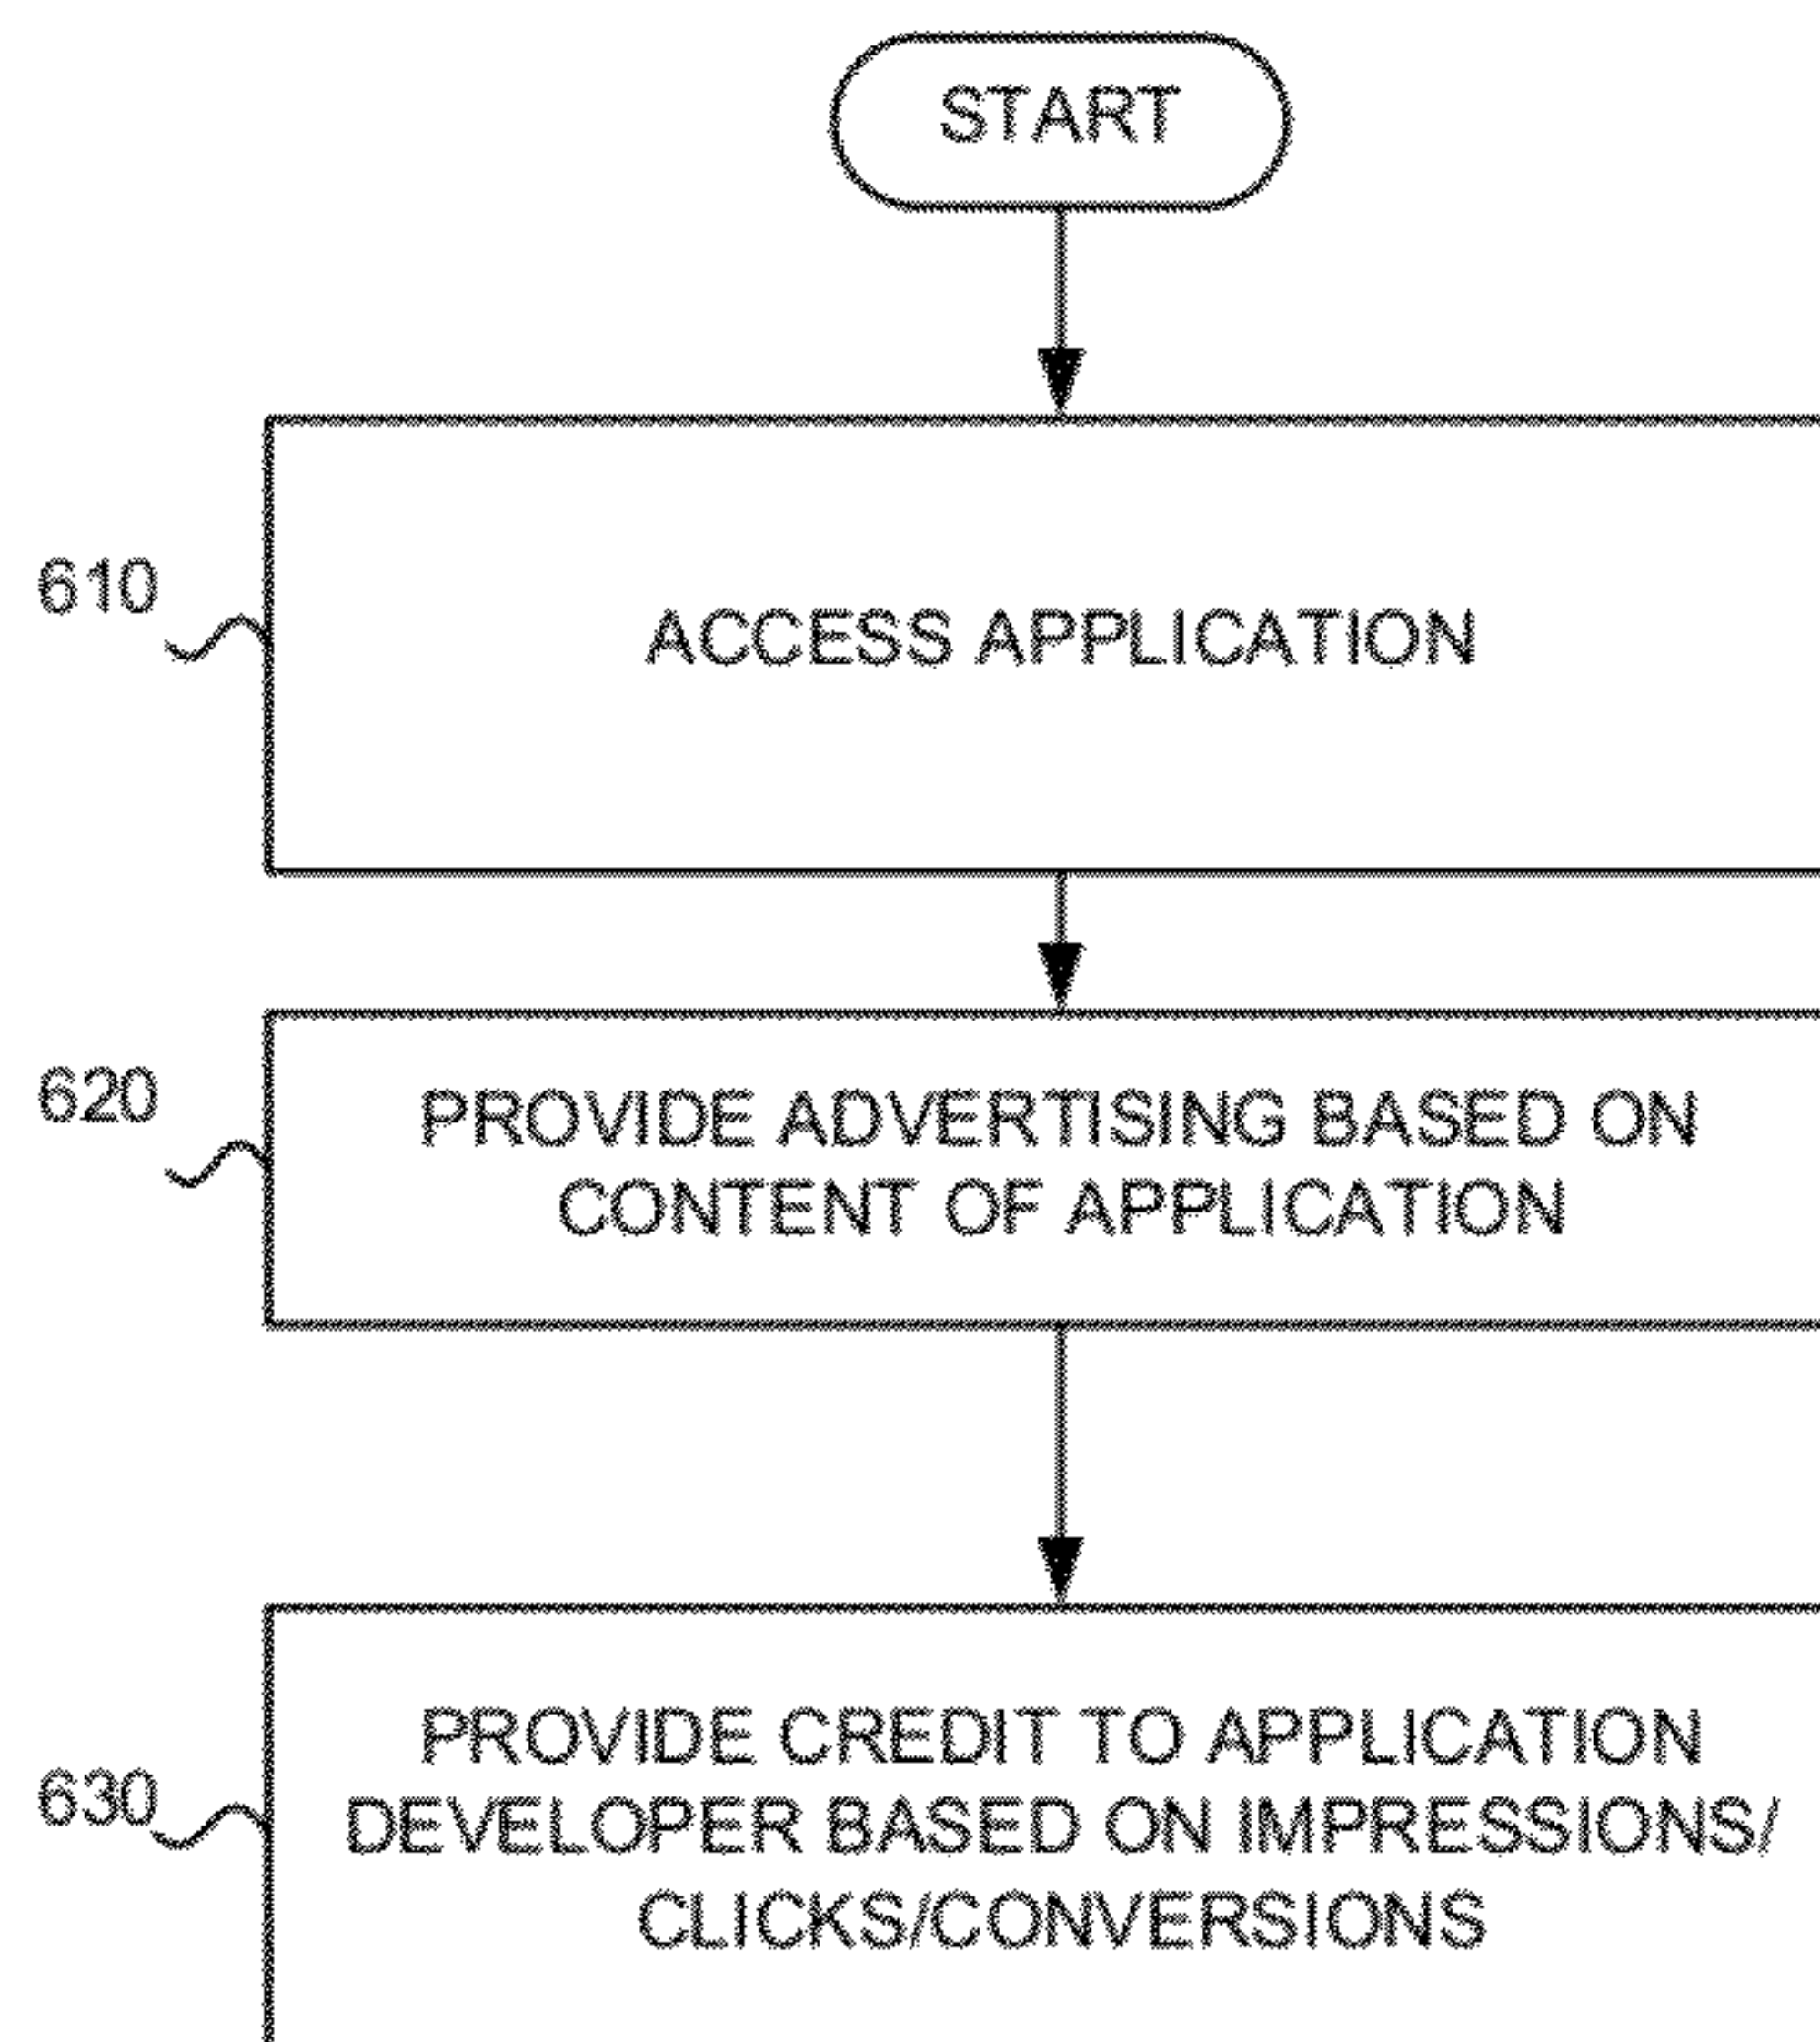 START
610
ACCESS APPLICATION
620
PROVIDE ADVERTISING BASED ON
CONTENT OF APPLICATION
630
PROVIDE CREDIT TO APPLICATION
DEVELOPER BASED ON IMPRESSIONS/
CLICKS/CONVERSIONS